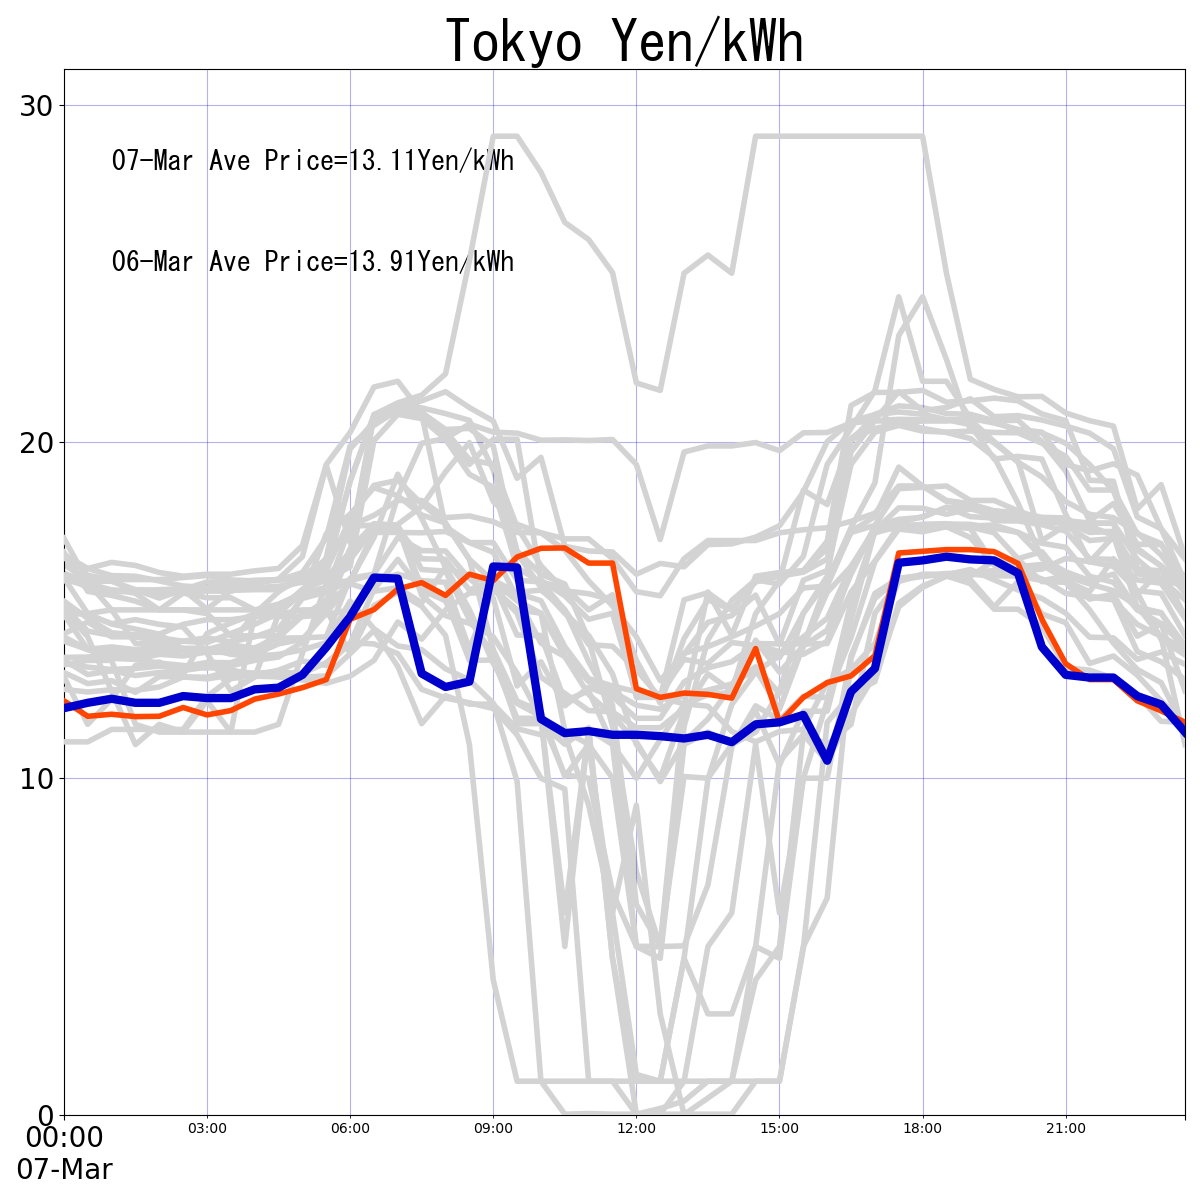 Tokyo Yen/kWh
30
07-Mar Ave Price=13.11Yen/kWh
06-Mar Ave Price=13.91Yen/kWh
20
10
0
00:00 03:00 06:00 09:00 12:00 15:00 18:00 21:00
07-Mar